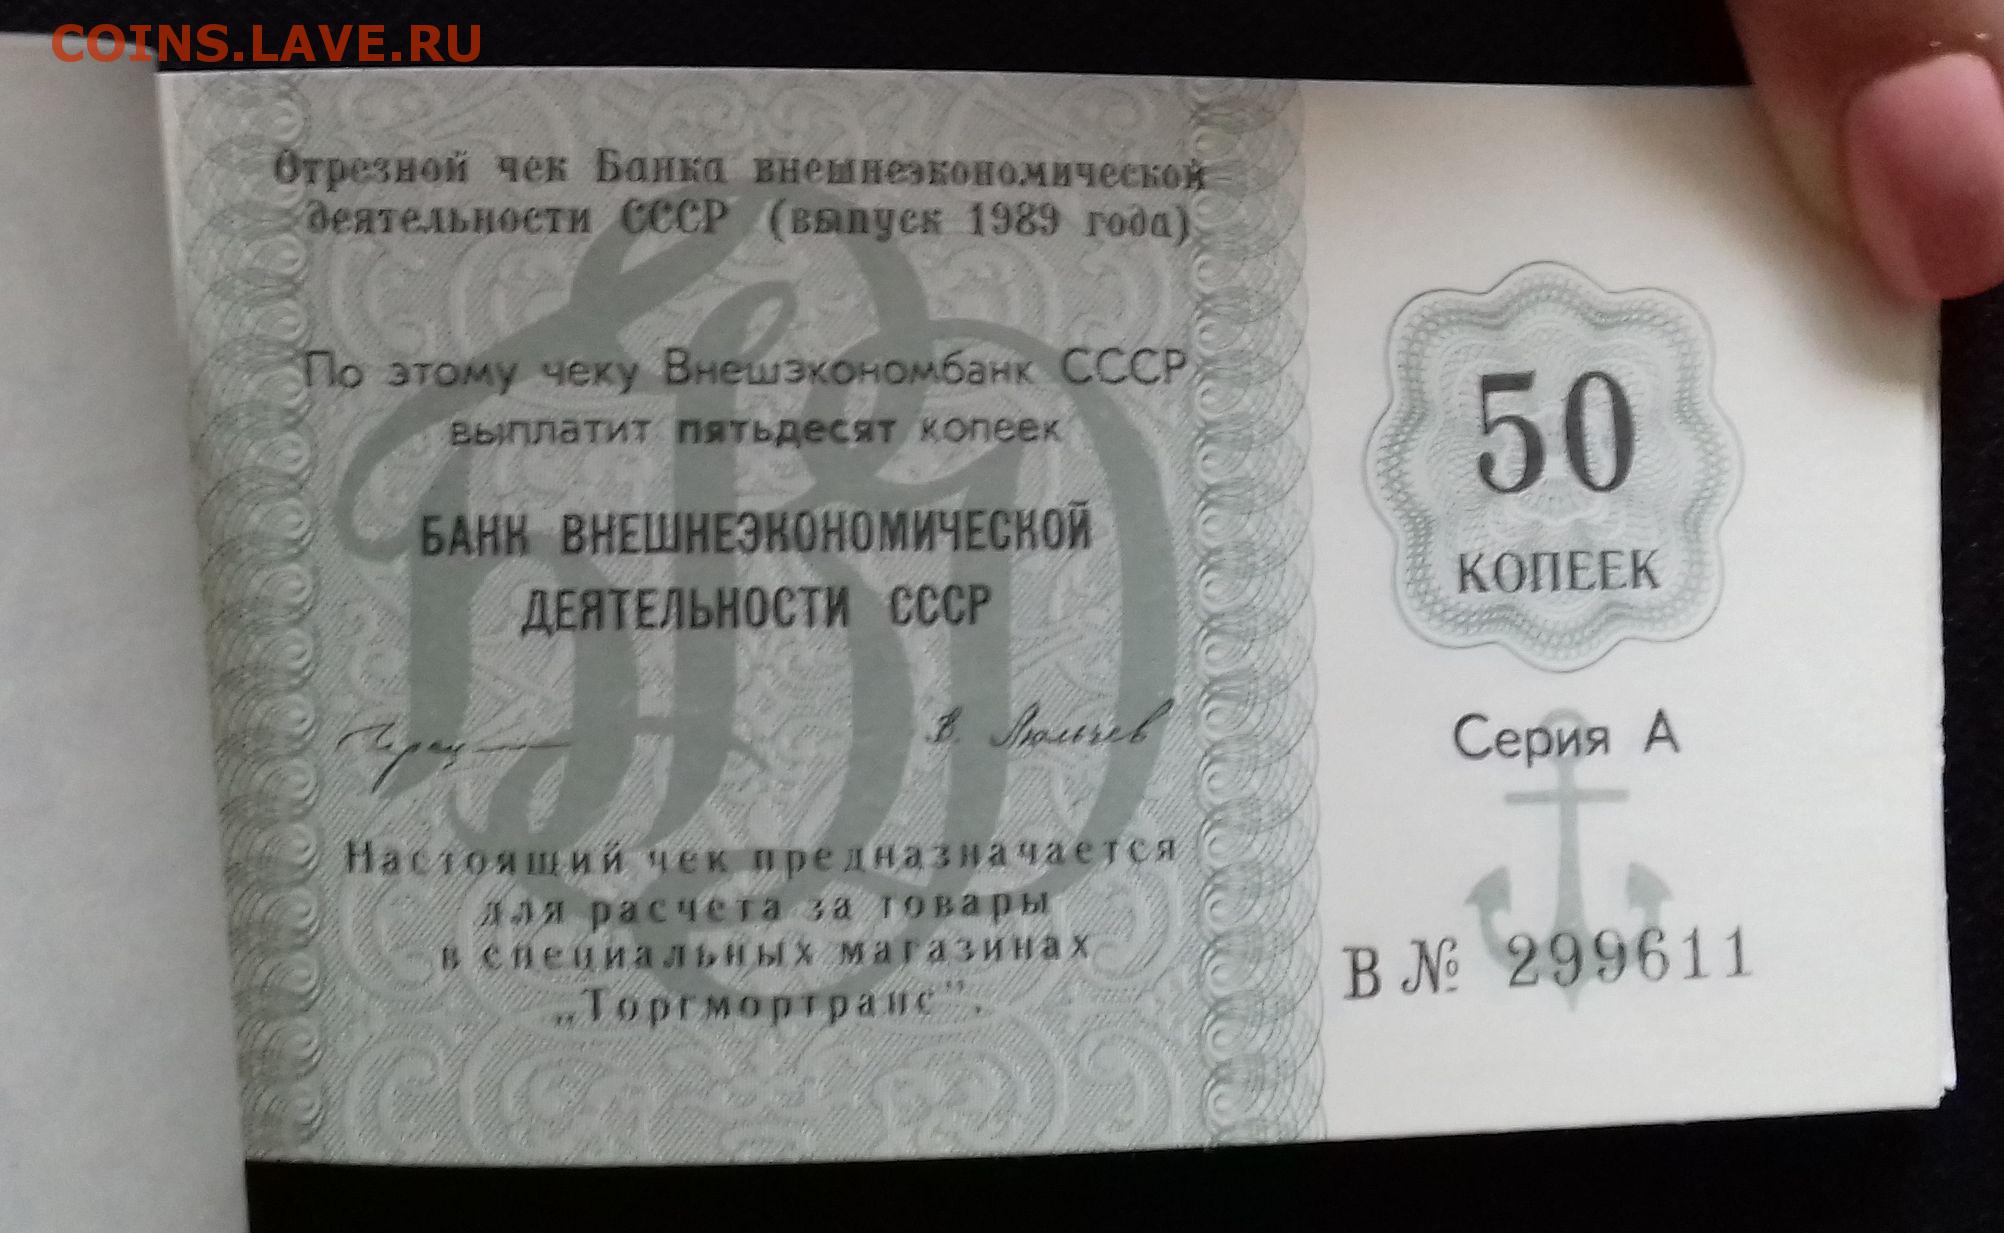 COINS.LAVE.RU
Отрезной чек Банка внешнеэкономической
деятельности СССР (выпуск 1989 года)
По этому чеку Внешэкономбанк СССР
выплатит пятьдесят копеек
БАНК ВНЕШНЕЭКОНОМИЧЕСКОЙ
ДЕЯТЕЛЬНОСТИ СССР
В. Люльчев
Настоящий чек предназначается
для расчета за товары
в специальных магазинах
„Торгмортранс".
50
КОПЕЕК
Серия А
В № 299611